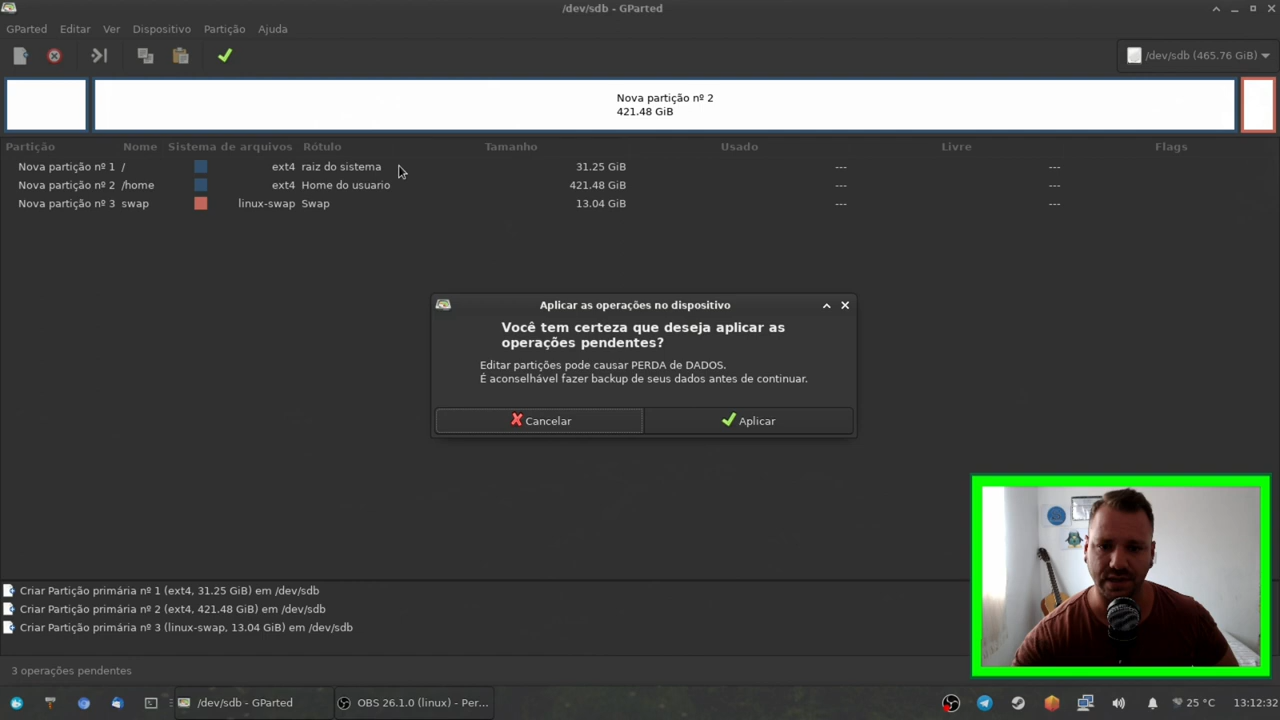 /dev/sdb - GParted
GParted Editar Ver Dispositivo Partição Ajuda
/dev/sdb (465.76 GiB)
Nova partição nº 2
421.48 GiB
Partição Nome Sistema de arquivos Rótulo Tamanho Usado Livre Flags
Nova partição nº 1 / ext4 raiz do sistema 31.25 GiB --- ---
Nova partição nº 2 /home ext4 Home do usuario 421.48 GiB --- ---
Nova partição nº 3 swap linux-swap Swap 13.04 GiB --- ---
Aplicar as operações no dispositivo
Você tem certeza que deseja aplicar as
operações pendentes?
Editar partições pode causar PERDA de DADOS.
É aconselhável fazer backup de seus dados antes de continuar.
Cancelar Aplicar
Criar Partição primária nº 1 (ext4, 31.25 GiB) em /dev/sdb
Criar Partição primária nº 2 (ext4, 421.48 GiB) em /dev/sdb
Criar Partição primária nº 3 (linux-swap, 13.04 GiB) em /dev/sdb
3 operações pendentes
/dev/sdb - GParted OBS 26.1.0 (linux) - Per... 25 °C 13:12:32